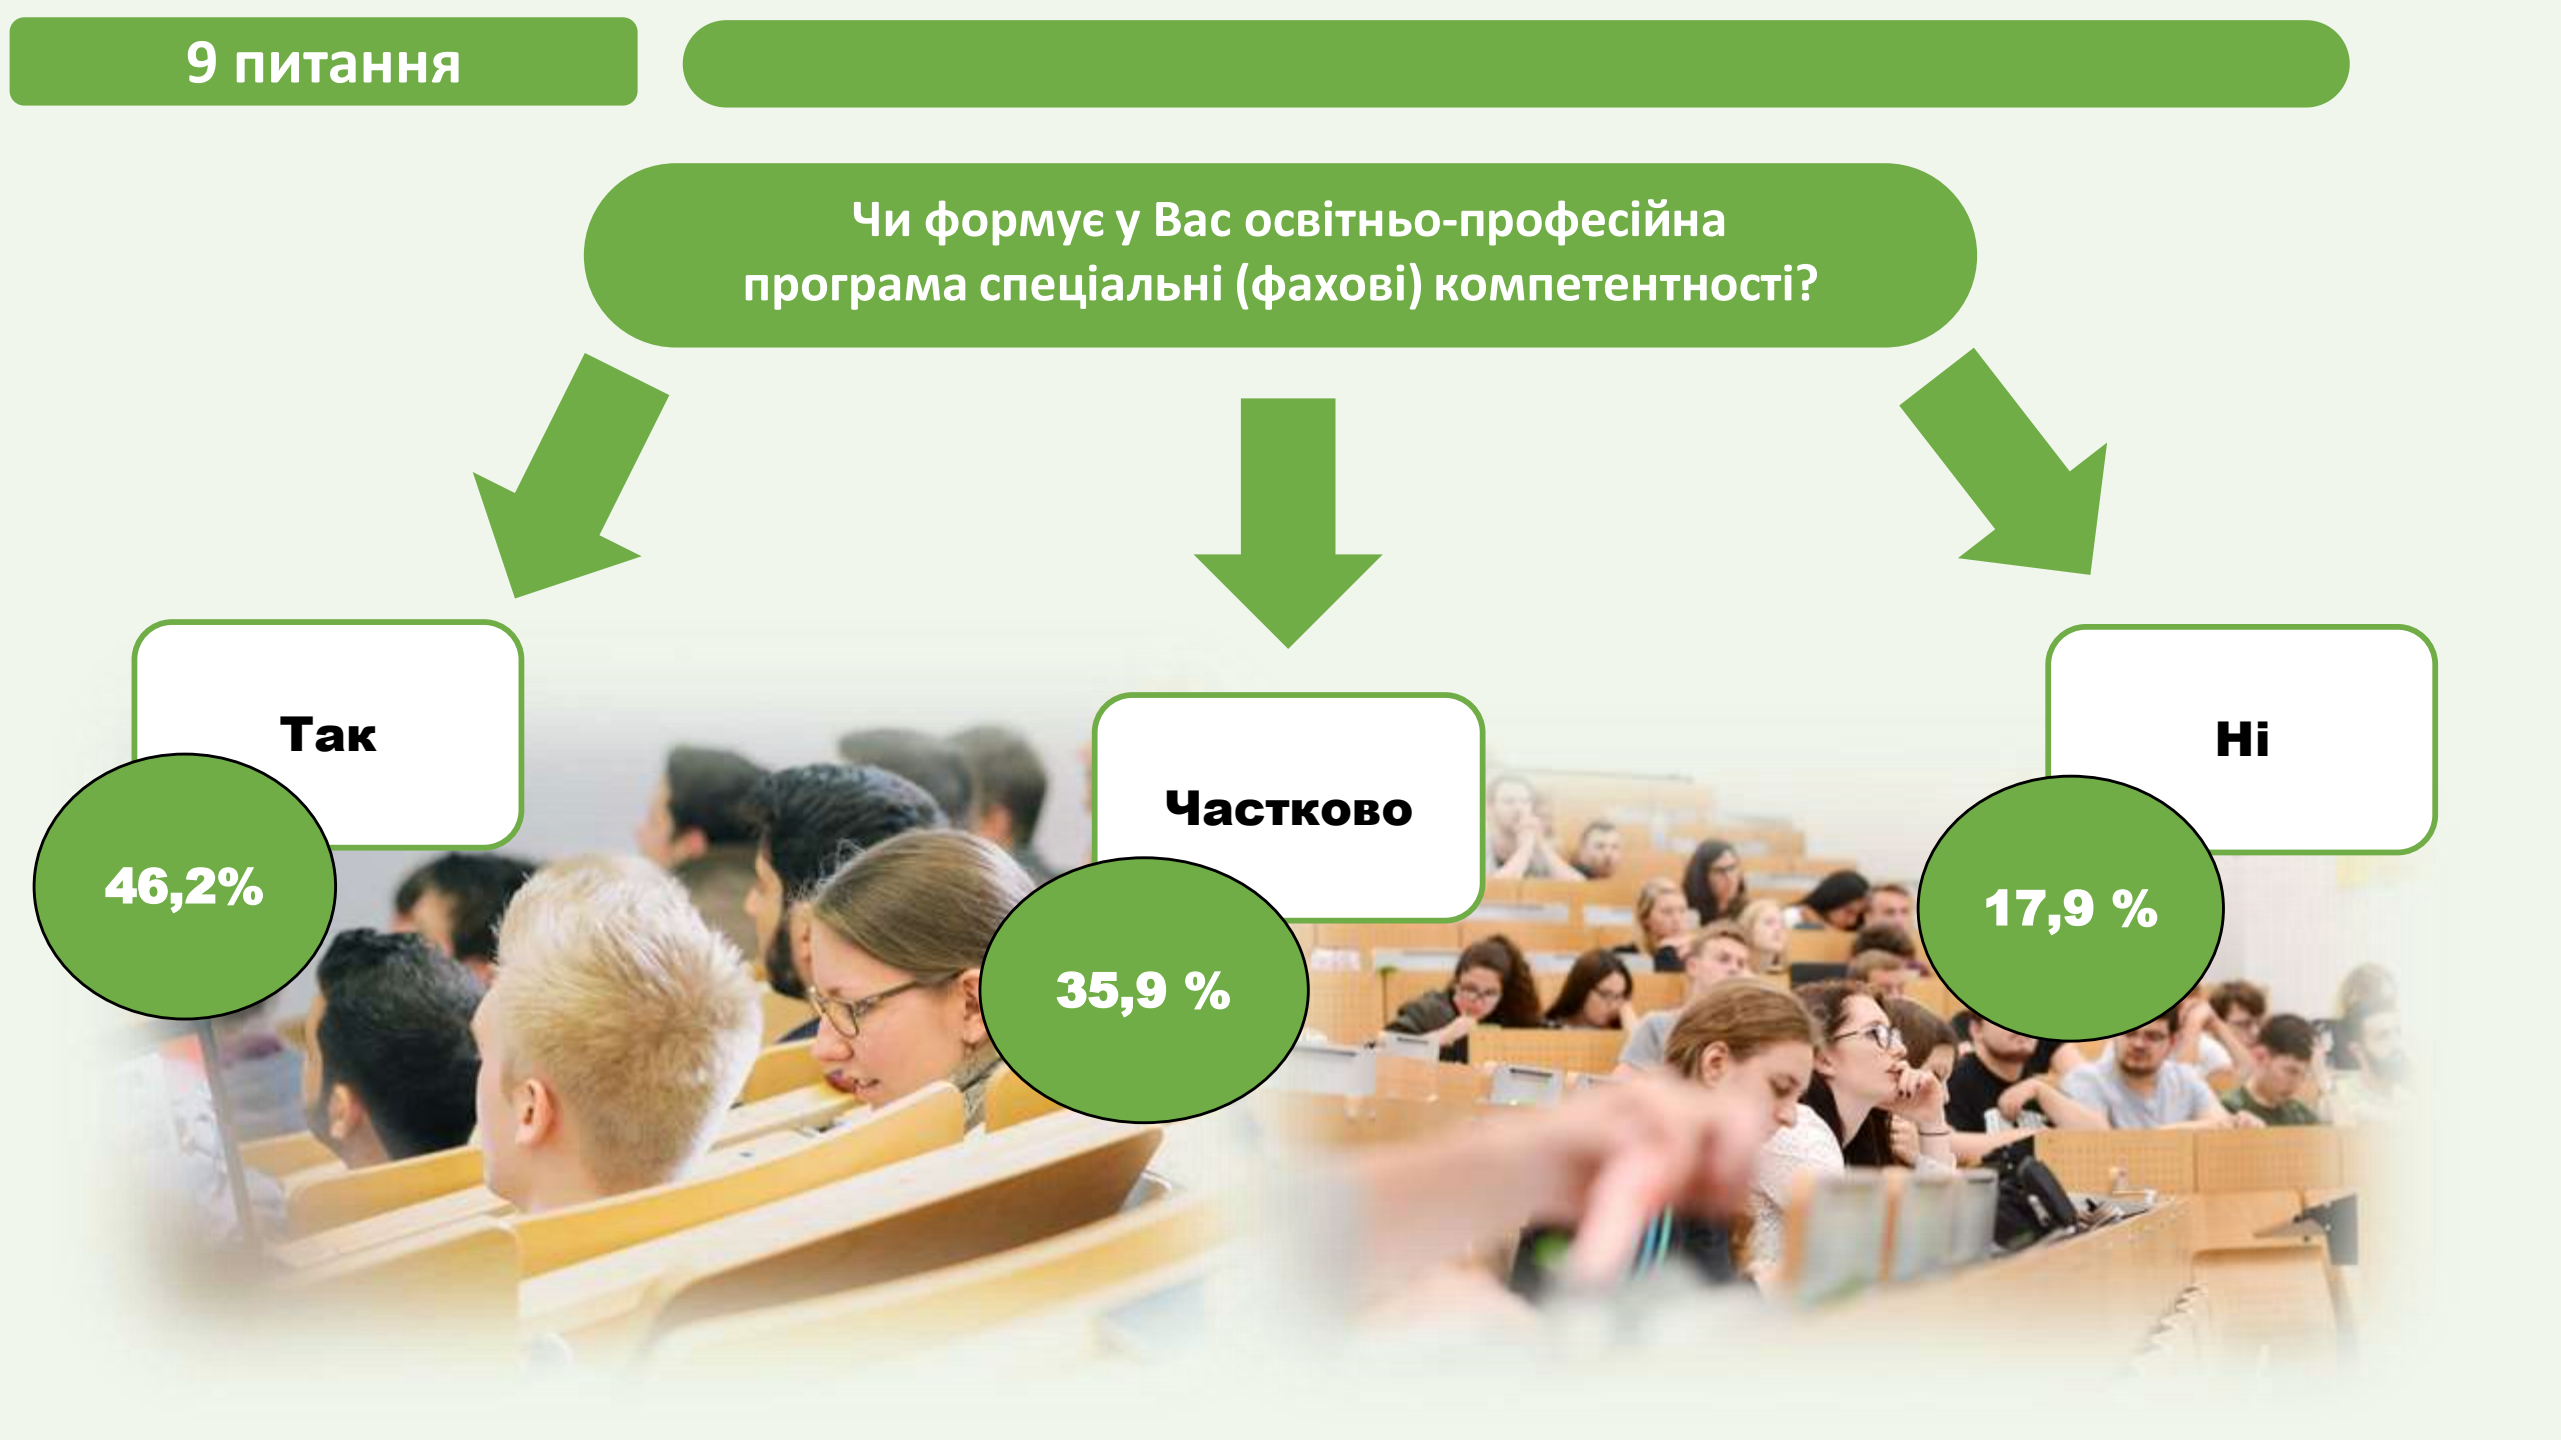 9 питання
Чи формує у Вас освітньо-професійна
програма спеціальні (фахові) компетентності?
Так
46,2%
Частково
35,9 %
Ні
17,9 %